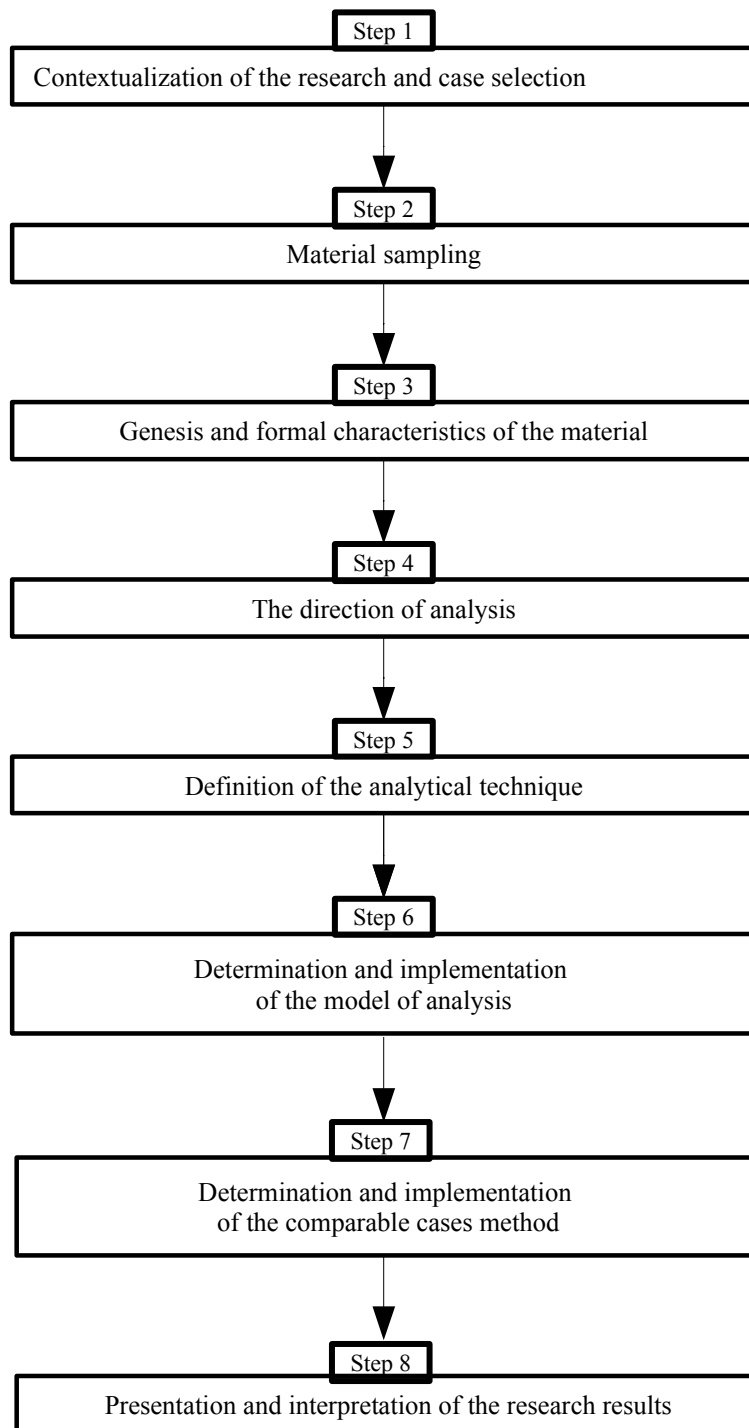 Step 1
Contextualization of the research and case selection
Step 2
Material sampling
Step 3
Genesis and formal characteristics of the material
Step 4
The direction of analysis
Step 5
Definition of the analytical technique
Step 6
Determination and implementation
of the model of analysis
Step 7
Determination and implementation
of the comparable cases method
Step 8
Presentation and interpretation of the research results